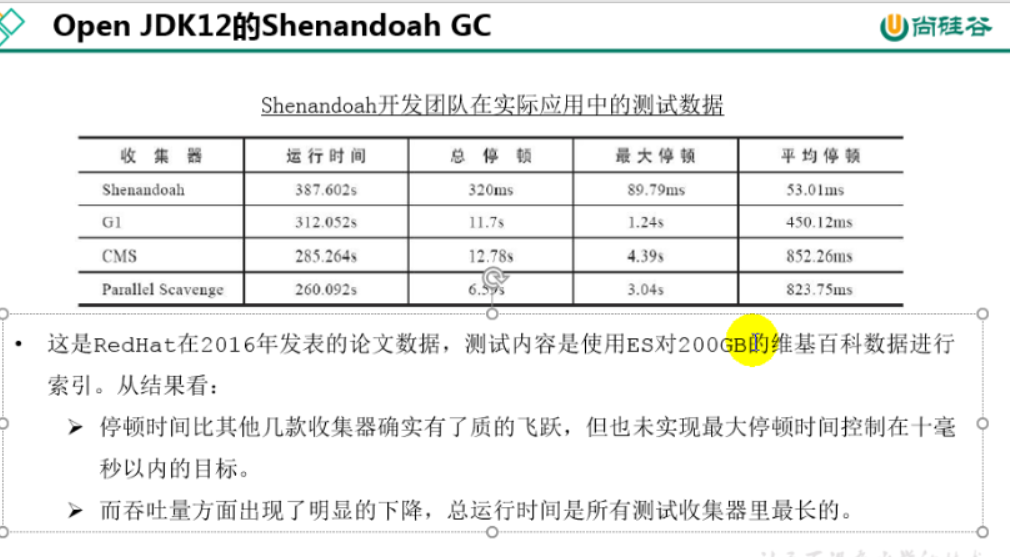 Open JDK12的Shenandoah GC
尚硅谷
Shenandoah开发团队在实际应用中的测试数据
收集器 运行时间 总停顿 最大停顿 平均停顿
Shenandoah 387.602s 320ms 89.79ms 53.01ms
G1 312.052s 11.7s 1.24s 450.12ms
CMS 285.264s 12.78s 4.39s 852.26ms
Parallel Scavenge 260.092s 6.59s 3.04s 823.75ms
• 这是RedHat在2016年发表的论文数据，测试内容是使用ES对200GB的维基百科数据进行
索引。从结果看：
➢ 停顿时间比其他几款收集器确实有了质的飞跃，但也未实现最大停顿时间控制在十毫
秒以内的目标。
➢ 而吞吐量方面出现了明显的下降，总运行时间是所有测试收集器里最长的。